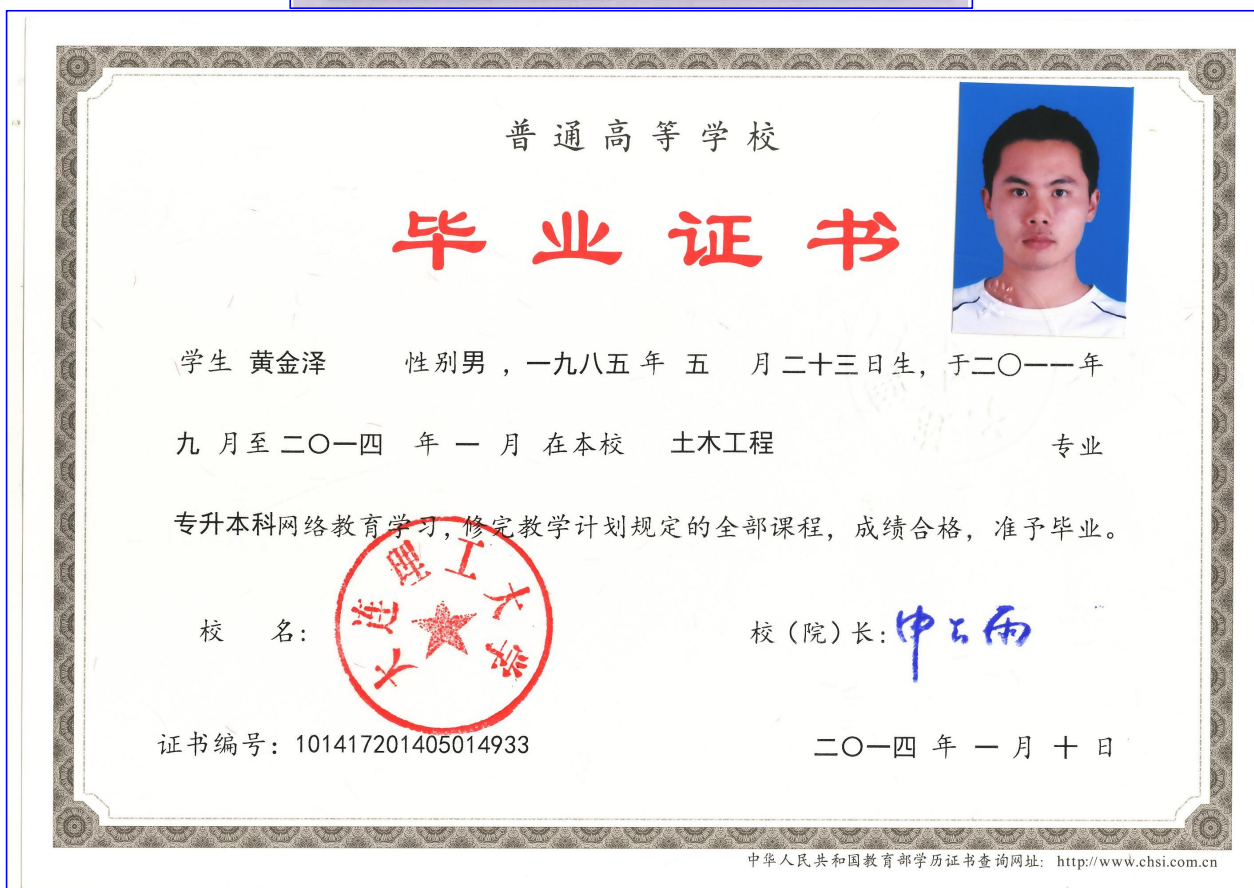 普通高等学校
毕业证书
学生 黄金泽 性别男，一九八五年 五 月二十三日生，于二〇一一年
九 月至二〇一四 年 一 月 在本校 土木工程 专业
专升本科网络教育学习，修完教学计划规定的全部课程，成绩合格，准予毕业。
校 名：
大连理工大学
校（院）长：申长雨
证书编号：101417201405014933
二〇一四 年 一 月 十 日
中华人民共和国教育部学历证书查询网址： http://www.chsi.com.cn